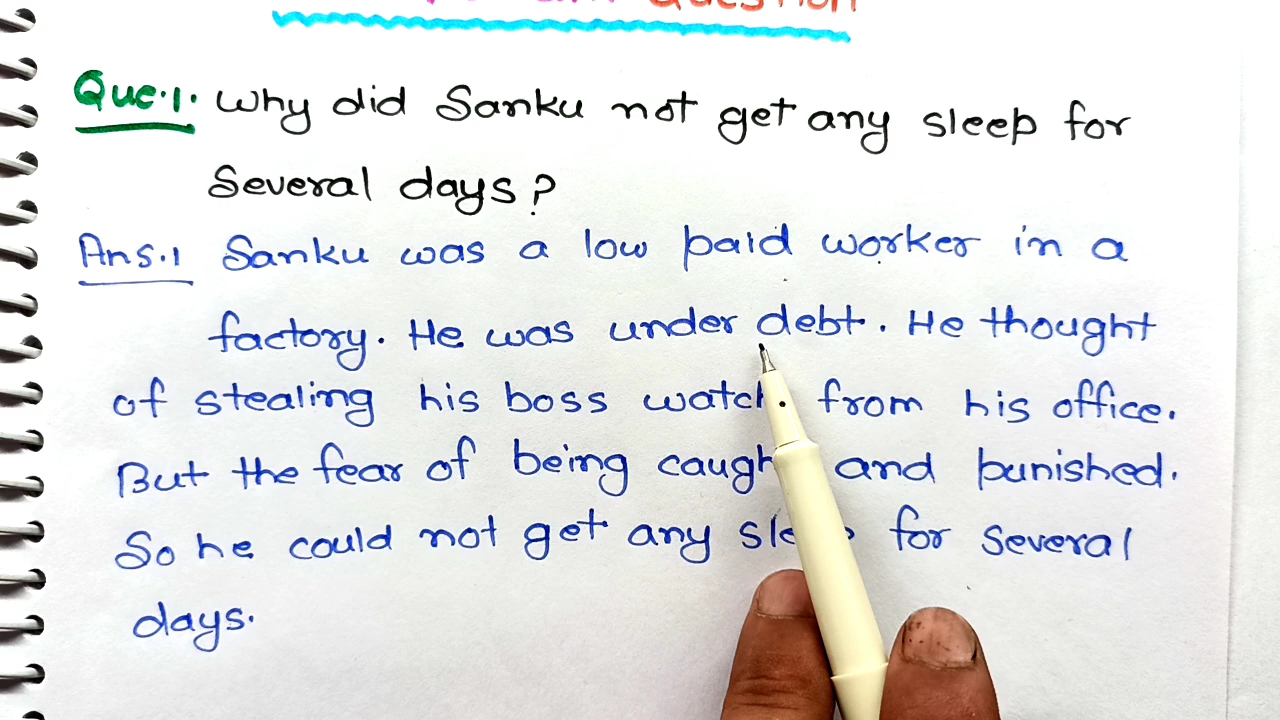 Question
Que.1. Why did Sanku not get any sleep for
several days?
Ans.1 Sanku was a low paid worker in a
factory. He was under debt. He thought
of stealing his boss watch from his office.
But the fear of being caught and punished.
So he could not get any sleep for several
days.